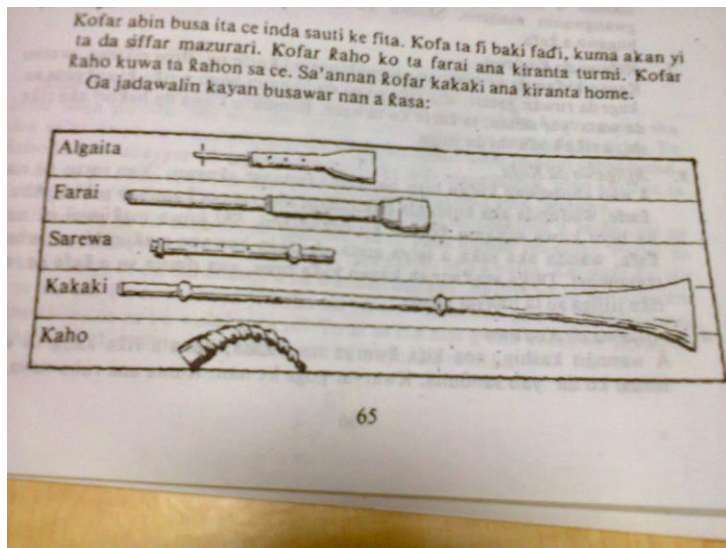 Kofar abin busa ita ce inda sauti ke fita. Kofa ta fi baki faɗi, kuma akan yi
ta da siffar mazurari. Kofar ƙaho ko ta farai ana kiranta turmi. Kofar
ƙaho kuwa ta ƙahon sa ce. Sa'annan ƙofar kakaki ana kiranta home.
Ga jadawalin kayan busawar nan a ƙasa:
Algaita
Farai
Sarewa
Kakaki
Kaho
65